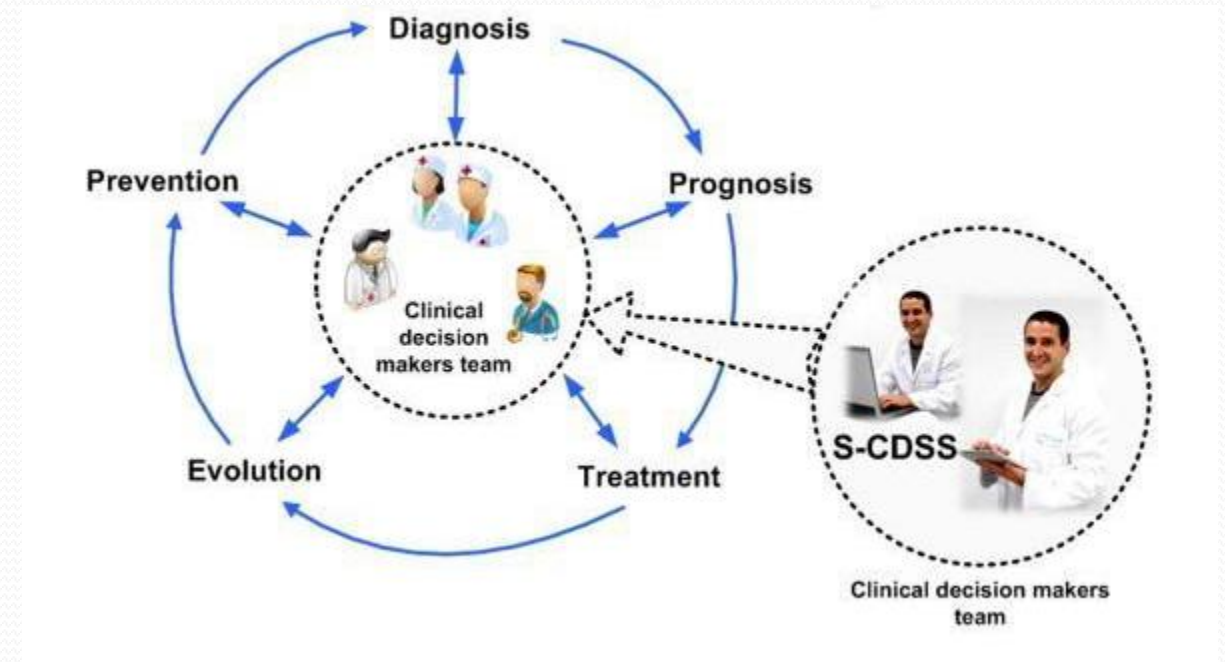 Diagnosis
Prevention
Prognosis
Clinical
decision
makers team
S-CDSS
Evolution
Treatment
Clinical decision makers
team